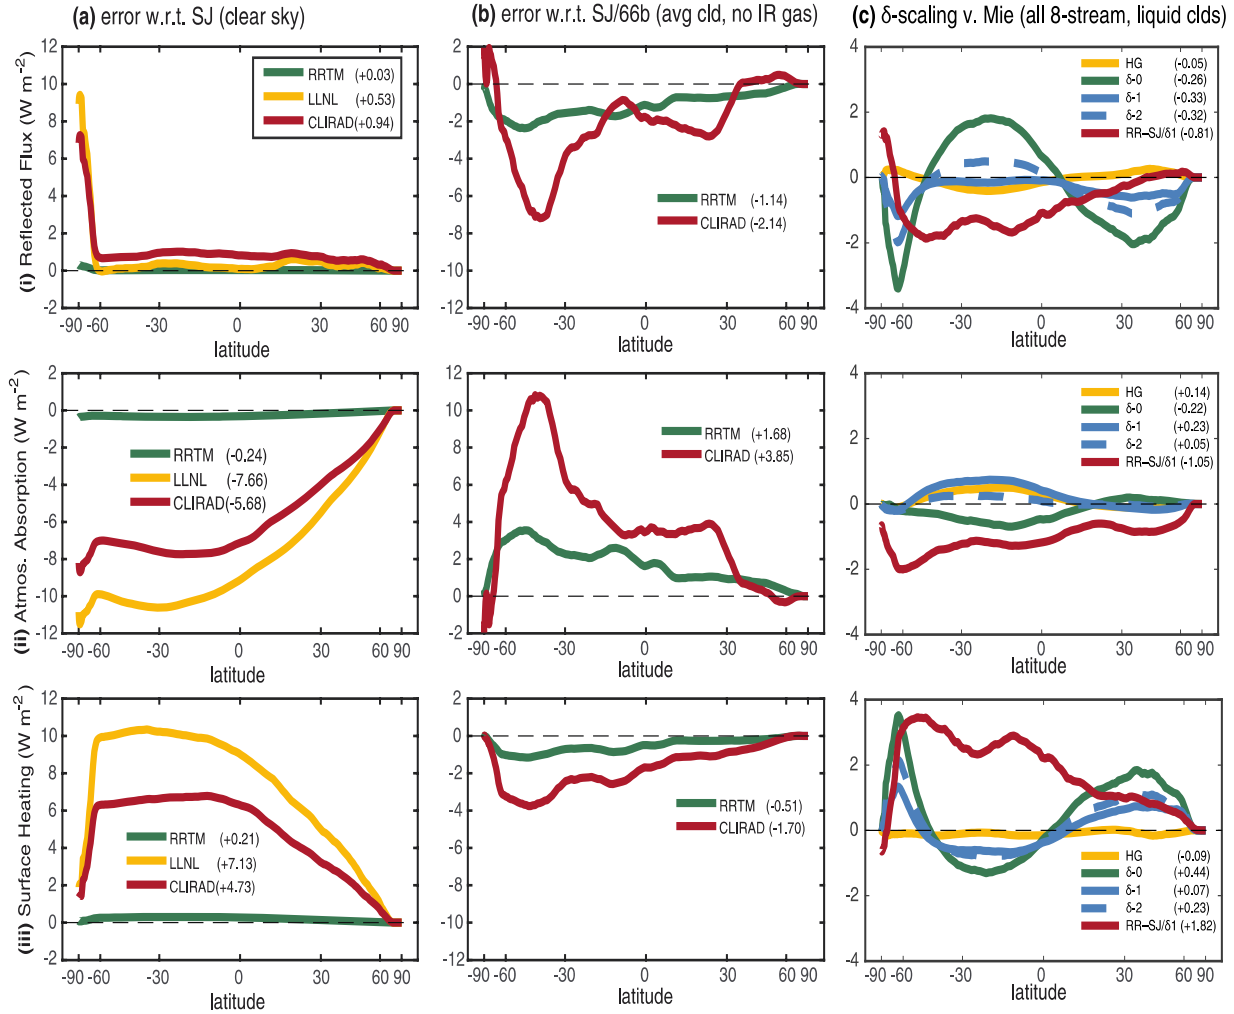 (a) error w.r.t. SJ (clear sky)
(b) error w.r.t. SJ/66b (avg cld, no IR gas)
(c) δ-scaling v. Mie (all 8-stream, liquid clds)
(i) Reflected Flux (W m-2)
12
10
8
6
4
2
0
-2
RRTM (+0.03)
LLNL (+0.53)
CLIRAD(+0.94)
-90 -60 -30 0 30 60 90
latitude
2
0
-2
-4
-6
-8
-10
12
RRTM (-1.14)
CLIRAD (-2.14)
-90 -60 -30 0 30 60 90
latitude
4
2
0
-2
-4
HG (-0.05)
δ-0 (-0.26)
δ-1 (-0.33)
δ-2 (-0.32)
RR–SJ/δ1 (-0.81)
-90 -60 -30 0 30 60 90
latitude
(ii) Atmos. Absorption (W m-2)
2
0
-2
-4
-6
-8
-10
-12
RRTM (-0.24)
LLNL (-7.66)
CLIRAD(-5.68)
-90 -60 -30 0 30 60 90
latitude
12
10
8
6
4
2
0
-2
RRTM (+1.68)
CLIRAD (+3.85)
-90 -60 -30 0 30 60 90
latitude
4
2
0
-2
-4
HG (+0.14)
δ-0 (-0.22)
δ-1 (+0.23)
δ-2 (+0.05)
RR–SJ/δ1 (-1.05)
-90 -60 -30 0 30 60 90
latitude
(iii) Surface Heating (W m-2)
12
10
8
6
4
2
0
-2
RRTM (+0.21)
LLNL (+7.13)
CLIRAD(+4.73)
-90 -60 -30 0 30 60 90
latitude
2
0
-2
-4
-6
-8
-10
-12
RRTM (-0.51)
CLIRAD (-1.70)
-90 -60 -30 0 30 60 90
latitude
4
2
0
-2
-4
HG (-0.09)
δ-0 (+0.44)
δ-1 (+0.07)
δ-2 (+0.23)
RR–SJ/δ1 (+1.82)
-90 -60 -30 0 30 60 90
latitude